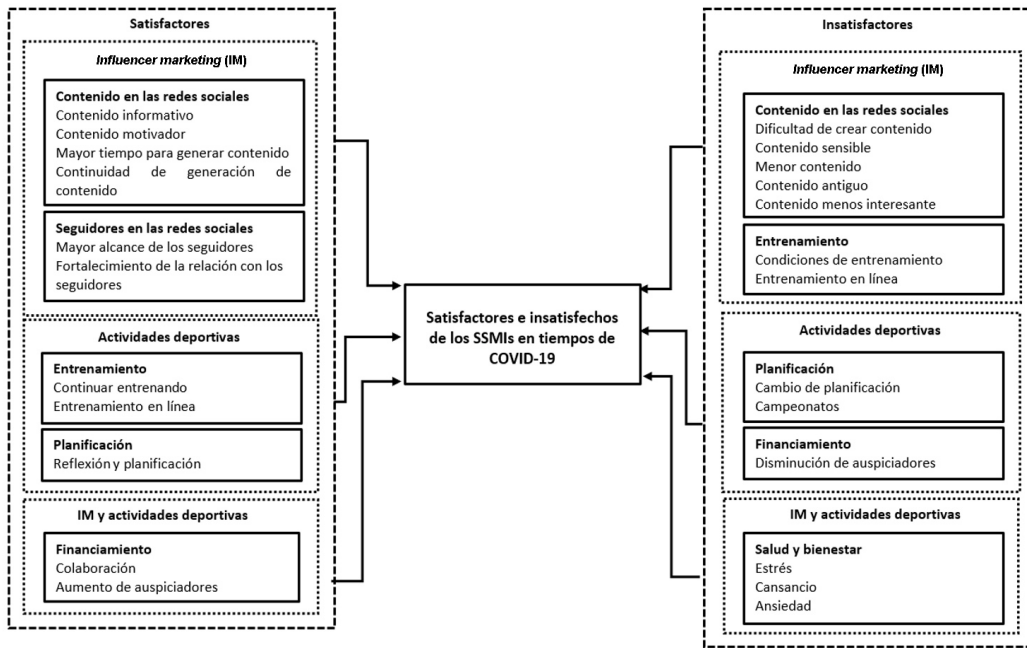 Satisfactores
Influencer marketing (IM)
Contenido en las redes sociales
Contenido informativo
Contenido motivador
Mayor tiempo para generar contenido
Continuidad de generación de
contenido
Seguidores en las redes sociales
Mayor alcance de los seguidores
Fortalecimiento de la relación con los
seguidores
Actividades deportivas
Entrenamiento
Continuar entrenando
Entrenamiento en línea
Planificación
Reflexión y planificación
IM y actividades deportivas
Financiamiento
Colaboración
Aumento de auspiciadores
Satisfactores e insatisfechos
de los SSMIs en tiempos de
COVID-19
Insatisfactores
Influencer marketing (IM)
Contenido en las redes sociales
Dificultad de crear contenido
Contenido sensible
Menor contenido
Contenido antiguo
Contenido menos interesante
Entrenamiento
Condiciones de entrenamiento
Entrenamiento en línea
Actividades deportivas
Planificación
Cambio de planificación
Campeonatos
Financiamiento
Disminución de auspiciadores
IM y actividades deportivas
Salud y bienestar
Estrés
Cansancio
Ansiedad